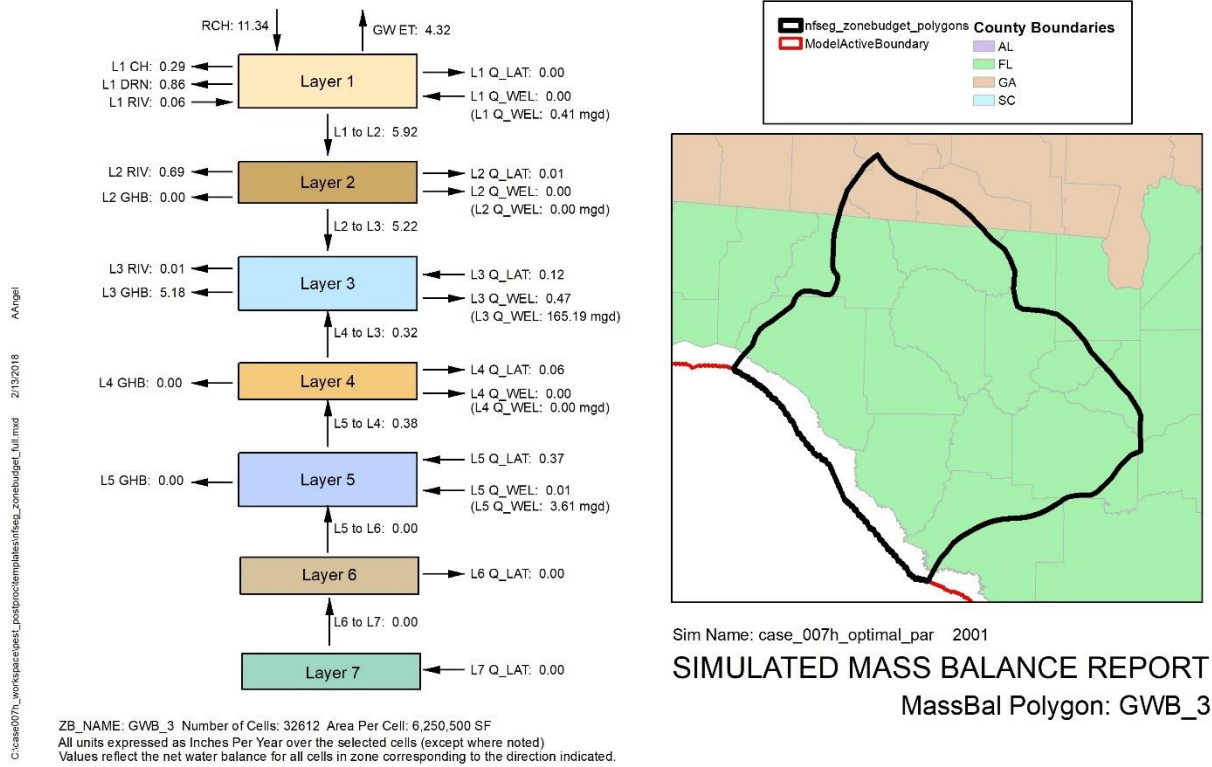 RCH: 11.34
GW ET: 4.32
L1 CH: 0.29
L1 DRN: 0.86
L1 RIV: 0.06
Layer 1
L1 Q_LAT: 0.00
L1 Q_WEL: 0.00
(L1 Q_WEL: 0.41 mgd)
L1 to L2: 5.92
L2 RIV: 0.69
L2 GHB: 0.00
Layer 2
L2 Q_LAT: 0.01
L2 Q_WEL: 0.00
(L2 Q_WEL: 0.00 mgd)
L2 to L3: 5.22
L3 RIV: 0.01
L3 GHB: 5.18
Layer 3
L3 Q_LAT: 0.12
L3 Q_WEL: 0.47
(L3 Q_WEL: 165.19 mgd)
L4 to L3: 0.32
L4 GHB: 0.00
Layer 4
L4 Q_LAT: 0.06
L4 Q_WEL: 0.00
(L4 Q_WEL: 0.00 mgd)
L5 to L4: 0.38
L5 GHB: 0.00
Layer 5
L5 Q_LAT: 0.37
L5 Q_WEL: 0.01
(L5 Q_WEL: 3.61 mgd)
L5 to L6: 0.00
Layer 6
L6 Q_LAT: 0.00
L6 to L7: 0.00
Layer 7
L7 Q_LAT: 0.00
ZB_NAME: GWB_3 Number of Cells: 32612 Area Per Cell: 6,250,500 SF
All units expressed as Inches Per Year over the selected cells (except where noted)
Values reflect the net water balance for all cells in zone corresponding to the direction indicated.
C:\case007h_workspace\pest_postproc\templates\nfseg_zonebudget_full.mxd 2/13/2018 AAngel
nfseg_zonebudget_polygons
ModelActiveBoundary
County Boundaries
AL
FL
GA
SC
Sim Name: case_007h_optimal_par 2001
SIMULATED MASS BALANCE REPORT
MassBal Polygon: GWB_3